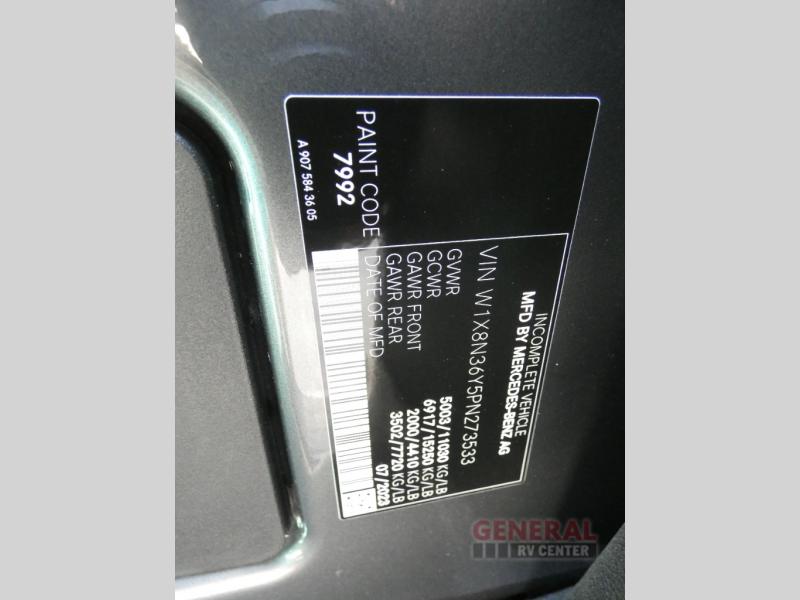 INCOMPLETE VEHICLE
MFD BY MERCEDES-BENZ AG
VIN W1X8N36Y5PN273533
GVWR 5003/11030 KG/LB
GCWR 6917/15250 KG/LB
GAWR FRONT 2000/4410 KG/LB
GAWR REAR 3502/7720 KG/LB
DATE OF MFD 07/2023
PAINT CODE
7992
A 907 584 36 05
GENERAL
RV CENTER